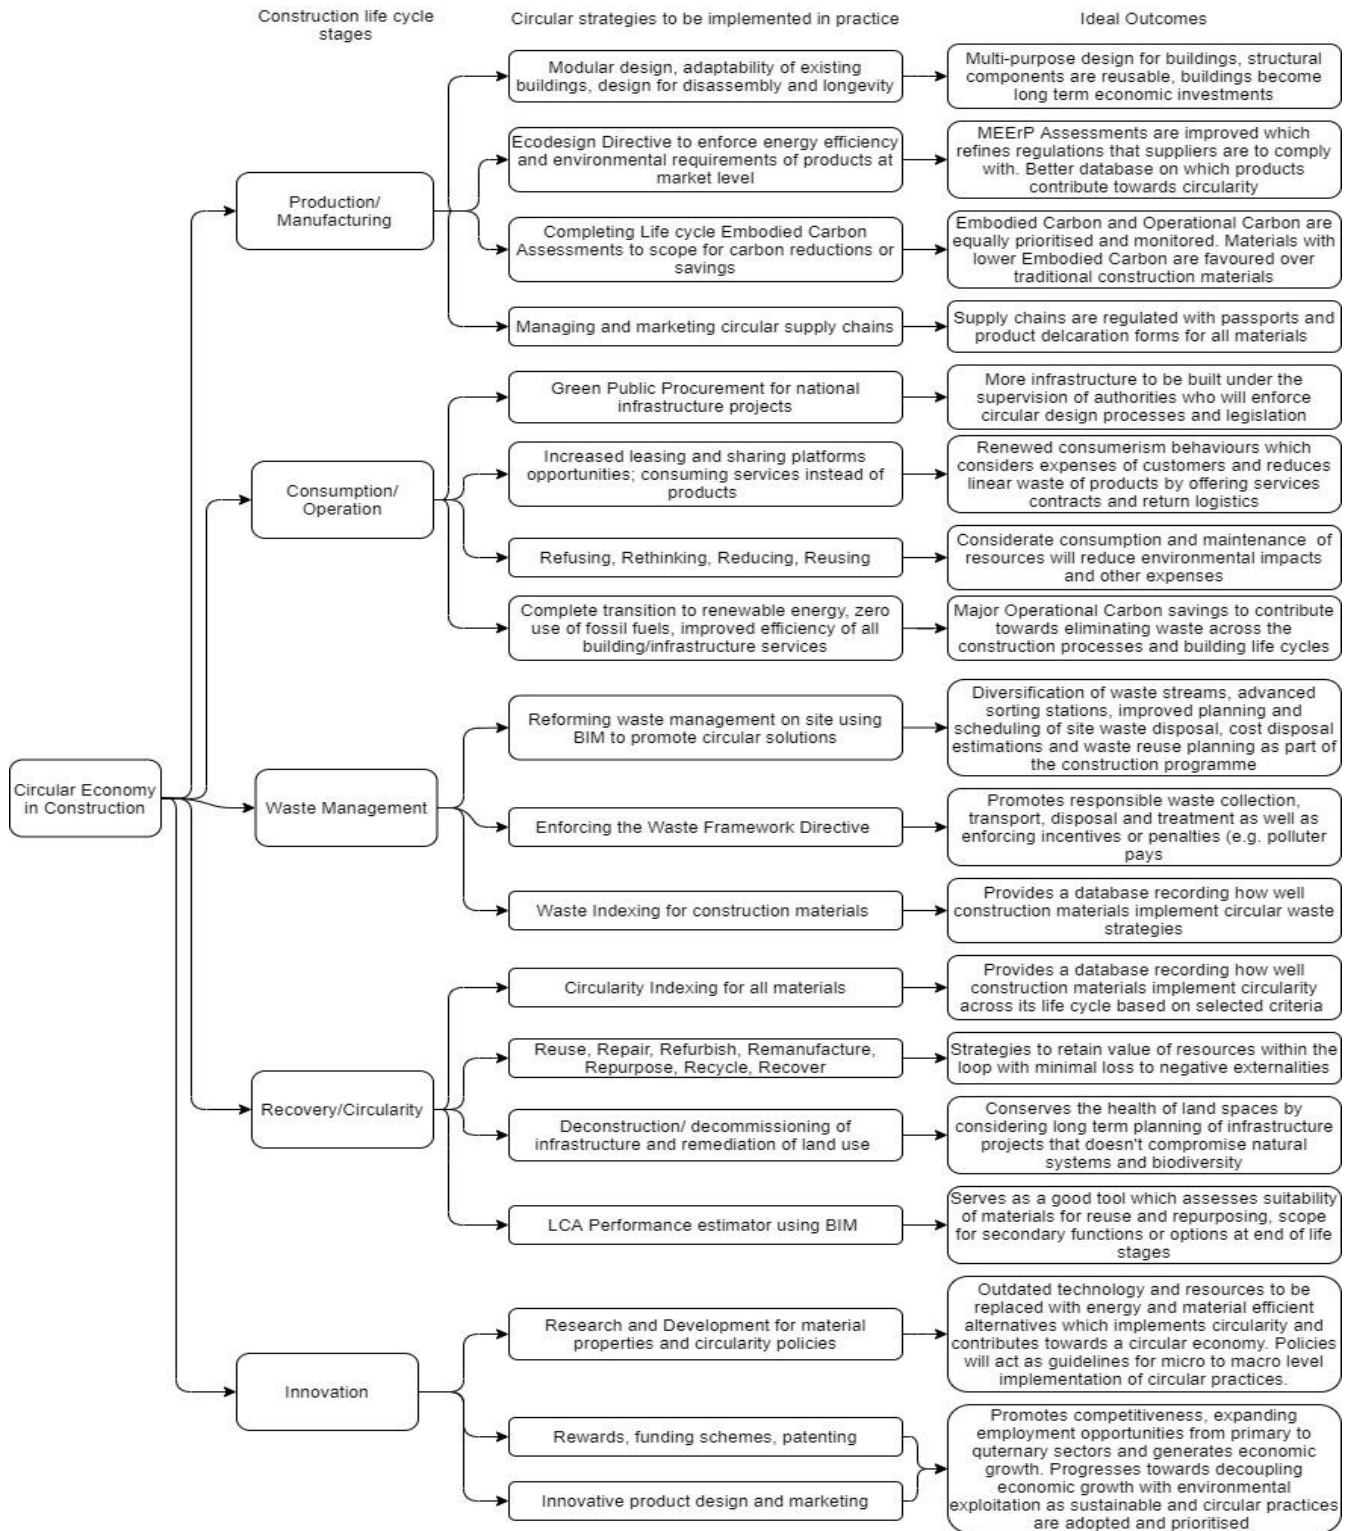 Construction life cycle
stages
Circular strategies to be implemented in practice
Ideal Outcomes
Circular Economy
in Construction
Production/
Manufacturing
Modular design, adaptability of existing
buildings, design for disassembly and longevity
Multi-purpose design for buildings, structural
components are reusable, buildings become
long term economic investments
Ecodesign Directive to enforce energy efficiency
and environmental requirements of products at
market level
MEErP Assessments are improved which
refines regulations that suppliers are to comply
with. Better database on which products
contribute towards circularity
Completing Life cycle Embodied Carbon
Assessments to scope for carbon reductions or
savings
Embodied Carbon and Operational Carbon are
equally prioritised and monitored. Materials with
lower Embodied Carbon are favoured over
traditional construction materials
Managing and marketing circular supply chains
Supply chains are regulated with passports and
product delcaration forms for all materials
Consumption/
Operation
Green Public Procurement for national
infrastructure projects
More infrastructure to be built under the
supervision of authorities who will enforce
circular design processes and legislation
Increased leasing and sharing platforms
opportunities; consuming services instead of
products
Renewed consumerism behaviours which
considers expenses of customers and reduces
linear waste of products by offering services
contracts and return logistics
Refusing, Rethinking, Reducing, Reusing
Considerate consumption and maintenance of
resources will reduce environmental impacts
and other expenses
Complete transition to renewable energy, zero
use of fossil fuels, improved efficiency of all
building/infrastructure services
Major Operational Carbon savings to contribute
towards eliminating waste across the
construction processes and building life cycles
Waste Management
Reforming waste management on site using
BIM to promote circular solutions
Diversification of waste streams, advanced
sorting stations, improved planning and
scheduling of site waste disposal, cost disposal
estimations and waste reuse planning as part of
the construction programme
Enforcing the Waste Framework Directive
Promotes responsible waste collection,
transport, disposal and treatment as well as
enforcing incentives or penalties (e.g. polluter
pays
Waste Indexing for construction materials
Provides a database recording how well
construction materials implement circular waste
strategies
Recovery/Circularity
Circularity Indexing for all materials
Provides a database recording how well
construction materials implement circularity
across its life cycle based on selected criteria
Reuse, Repair, Refurbish, Remanufacture,
Repurpose, Recycle, Recover
Strategies to retain value of resources within the
loop with minimal loss to negative externalities
Deconstruction/ decommissioning of
infrastructure and remediation of land use
Conserves the health of land spaces by
considering long term planning of infrastructure
projects that doesn't compromise natural
systems and biodiversity
LCA Performance estimator using BIM
Serves as a good tool which assesses suitability
of materials for reuse and repurposing, scope
for secondary functions or options at end of life
stages
Innovation
Research and Development for material
properties and circularity policies
Outdated technology and resources to be
replaced with energy and material efficient
alternatives which implements circularity and
contributes towards a circular economy. Policies
will act as guidelines for micro to macro level
implementation of circular practices.
Rewards, funding schemes, patenting
Innovative product design and marketing
Promotes competitiveness, expanding
employment opportunities from primary to
quternary sectors and generates economic
growth. Progresses towards decoupling
economic growth with environmental
exploitation as sustainable and circular practices
are adopted and prioritised